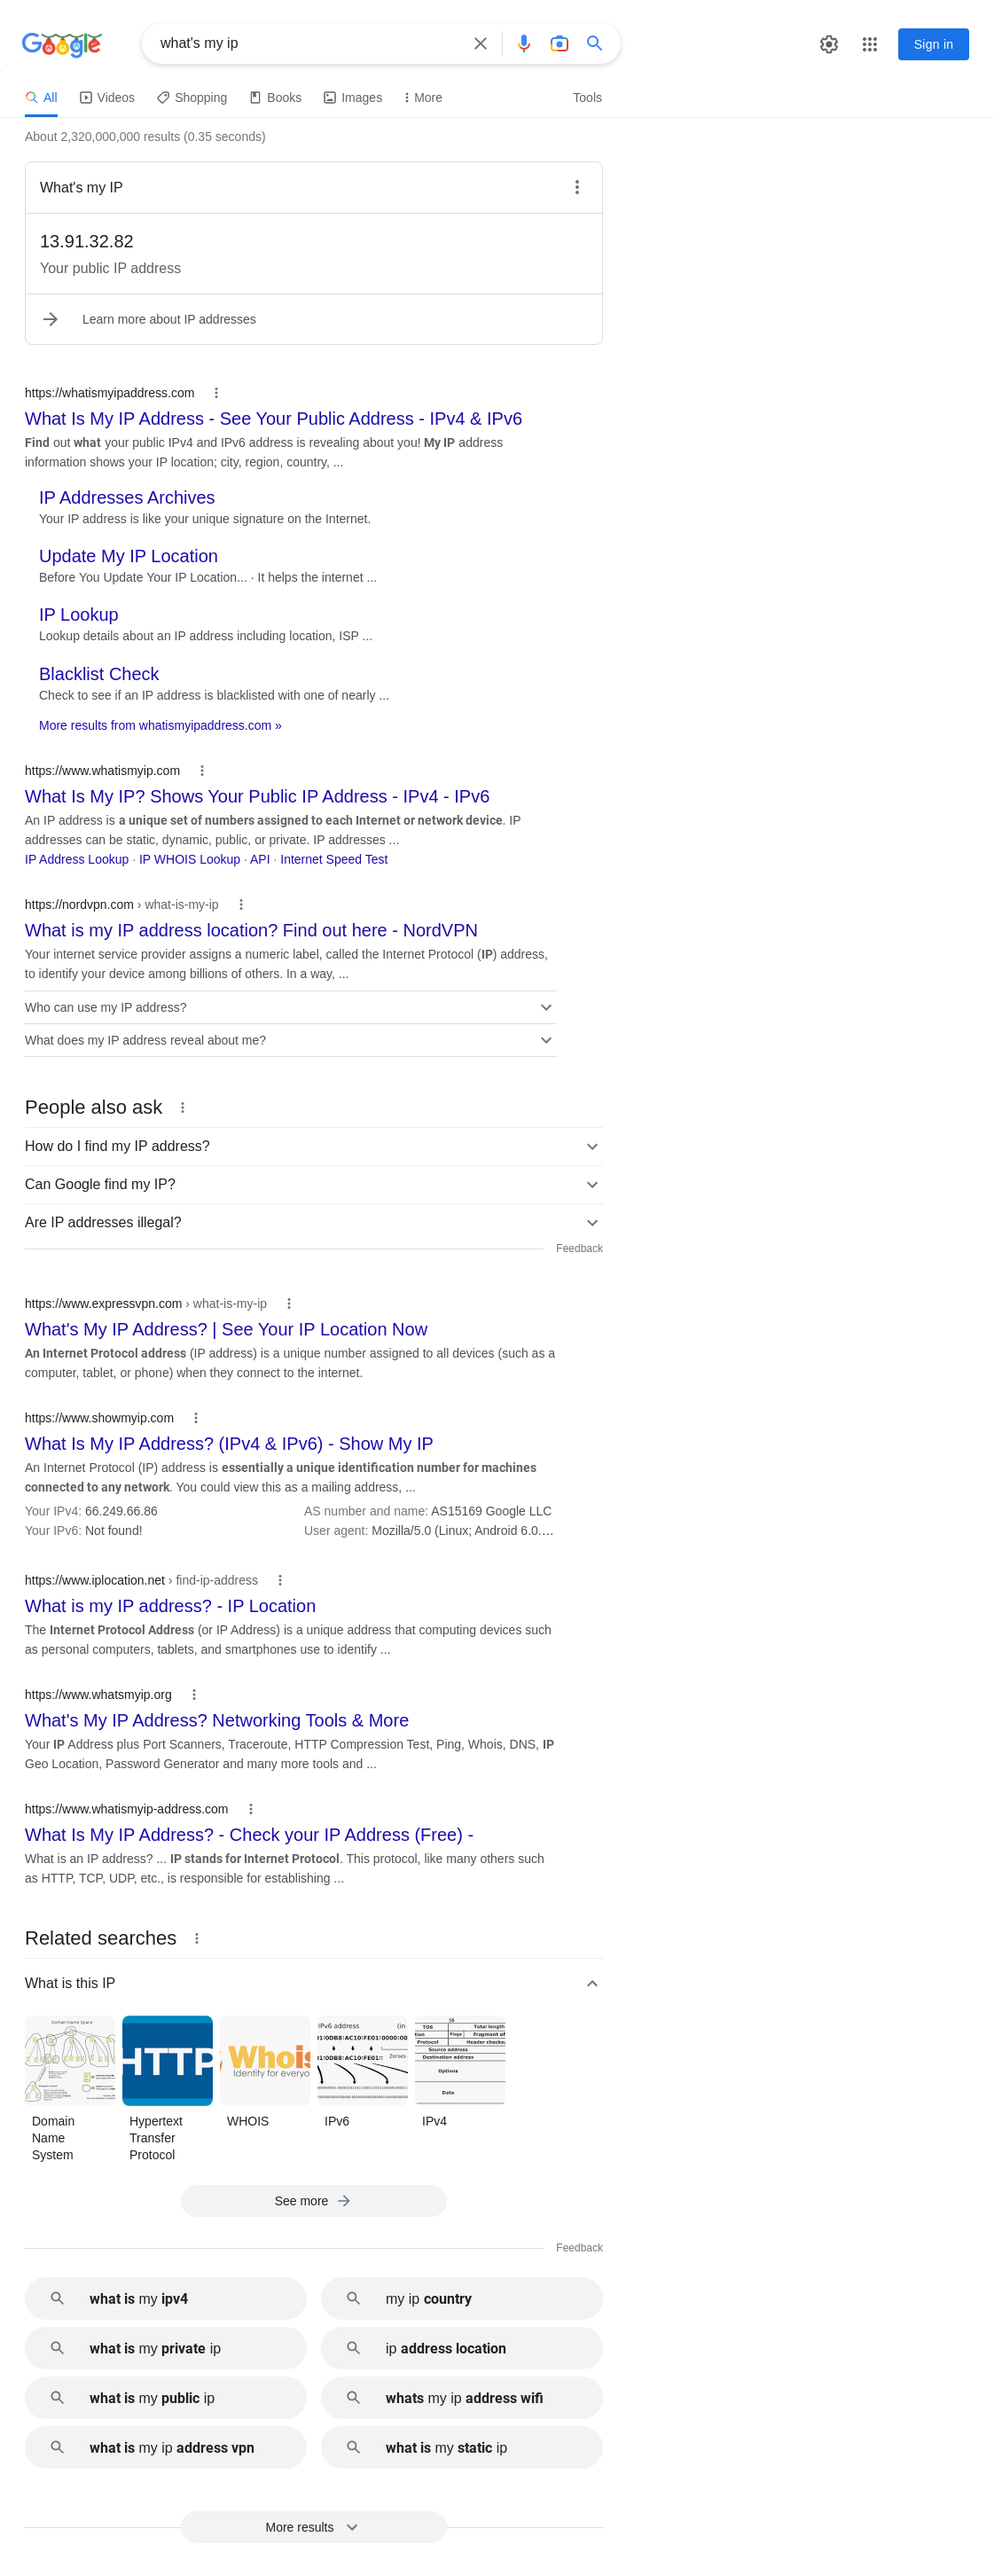 Google
what's my ip
Sign in
All
Videos
Shopping
Books
Images
More
Tools
About 2,320,000,000 results (0.35 seconds)
What's my IP
13.91.32.82
Your public IP address
Learn more about IP addresses
https://whatismyipaddress.com
What Is My IP Address - See Your Public Address - IPv4 & IPv6
Find out what your public IPv4 and IPv6 address is revealing about you! My IP address
information shows your IP location; city, region, country, ...
IP Addresses Archives
Your IP address is like your unique signature on the Internet.
Update My IP Location
Before You Update Your IP Location... · It helps the internet ...
IP Lookup
Lookup details about an IP address including location, ISP ...
Blacklist Check
Check to see if an IP address is blacklisted with one of nearly ...
More results from whatismyipaddress.com »
https://www.whatismyip.com
What Is My IP? Shows Your Public IP Address - IPv4 - IPv6
An IP address is a unique set of numbers assigned to each Internet or network device. IP
addresses can be static, dynamic, public, or private. IP addresses ...
IP Address Lookup · IP WHOIS Lookup · API · Internet Speed Test
https://nordvpn.com › what-is-my-ip
What is my IP address location? Find out here - NordVPN
Your internet service provider assigns a numeric label, called the Internet Protocol (IP) address,
to identify your device among billions of others. In a way, ...
Who can use my IP address?
What does my IP address reveal about me?
People also ask
How do I find my IP address?
Can Google find my IP?
Are IP addresses illegal?
Feedback
https://www.expressvpn.com › what-is-my-ip
What's My IP Address? | See Your IP Location Now
An Internet Protocol address (IP address) is a unique number assigned to all devices (such as a
computer, tablet, or phone) when they connect to the internet.
https://www.showmyip.com
What Is My IP Address? (IPv4 & IPv6) - Show My IP
An Internet Protocol (IP) address is essentially a unique identification number for machines
connected to any network. You could view this as a mailing address, ...
Your IPv4: 66.249.66.86
AS number and name: AS15169 Google LLC
Your IPv6: Not found!
User agent: Mozilla/5.0 (Linux; Android 6.0....
https://www.iplocation.net › find-ip-address
What is my IP address? - IP Location
The Internet Protocol Address (or IP Address) is a unique address that computing devices such
as personal computers, tablets, and smartphones use to identify ...
https://www.whatsmyip.org
What's My IP Address? Networking Tools & More
Your IP Address plus Port Scanners, Traceroute, HTTP Compression Test, Ping, Whois, DNS, IP
Geo Location, Password Generator and many more tools and ...
https://www.whatismyip-address.com
What Is My IP Address? - Check your IP Address (Free) -
What is an IP address? ... IP stands for Internet Protocol. This protocol, like many others such
as HTTP, TCP, UDP, etc., is responsible for establishing ...
Related searches
What is this IP
Domain Name Space
HTTP
Whois
Identity for everyo
IPv6 address (in
Zeroes
TOS
Total length
Flags
Fragment of
Protocol
Header checks
Source address
Destination address
Options
Data
Domain
Name
System
Hypertext
Transfer
Protocol
WHOIS
IPv6
IPv4
See more
Feedback
what is my ipv4
my ip country
what is my private ip
ip address location
what is my public ip
whats my ip address wifi
what is my ip address vpn
what is my static ip
More results